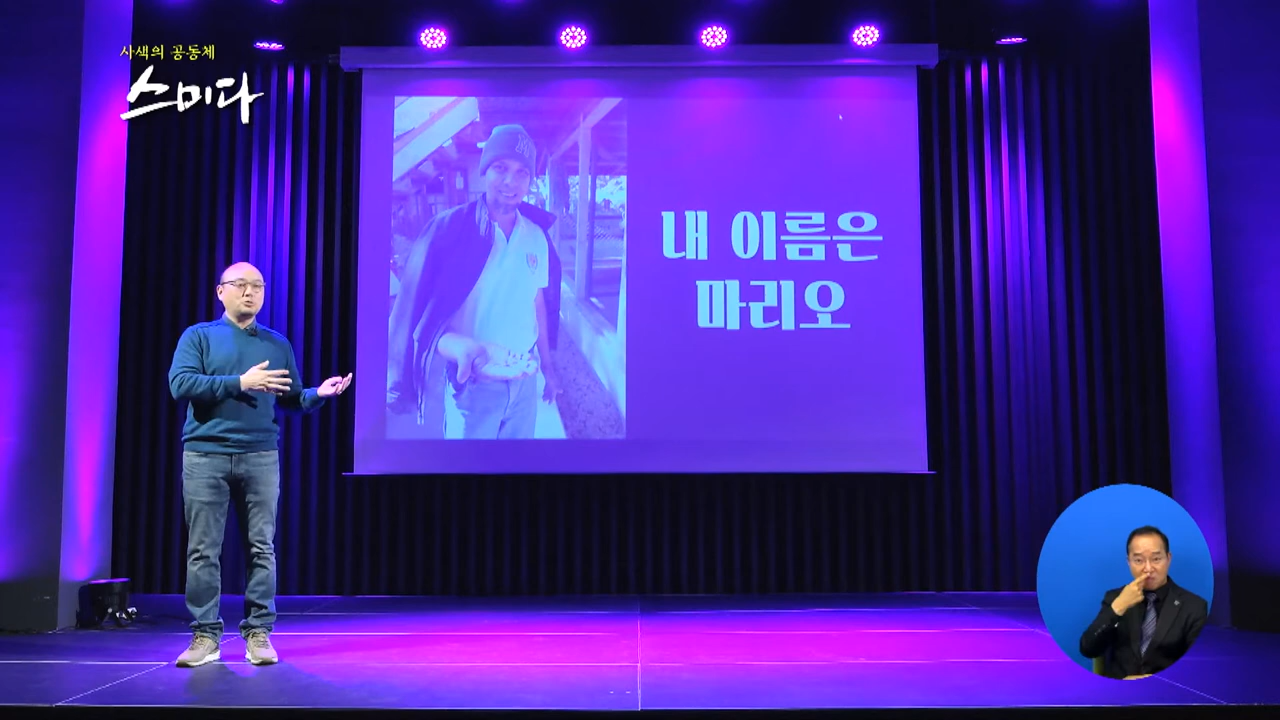 사색의 공동체
스미다
내 이름은
마리오